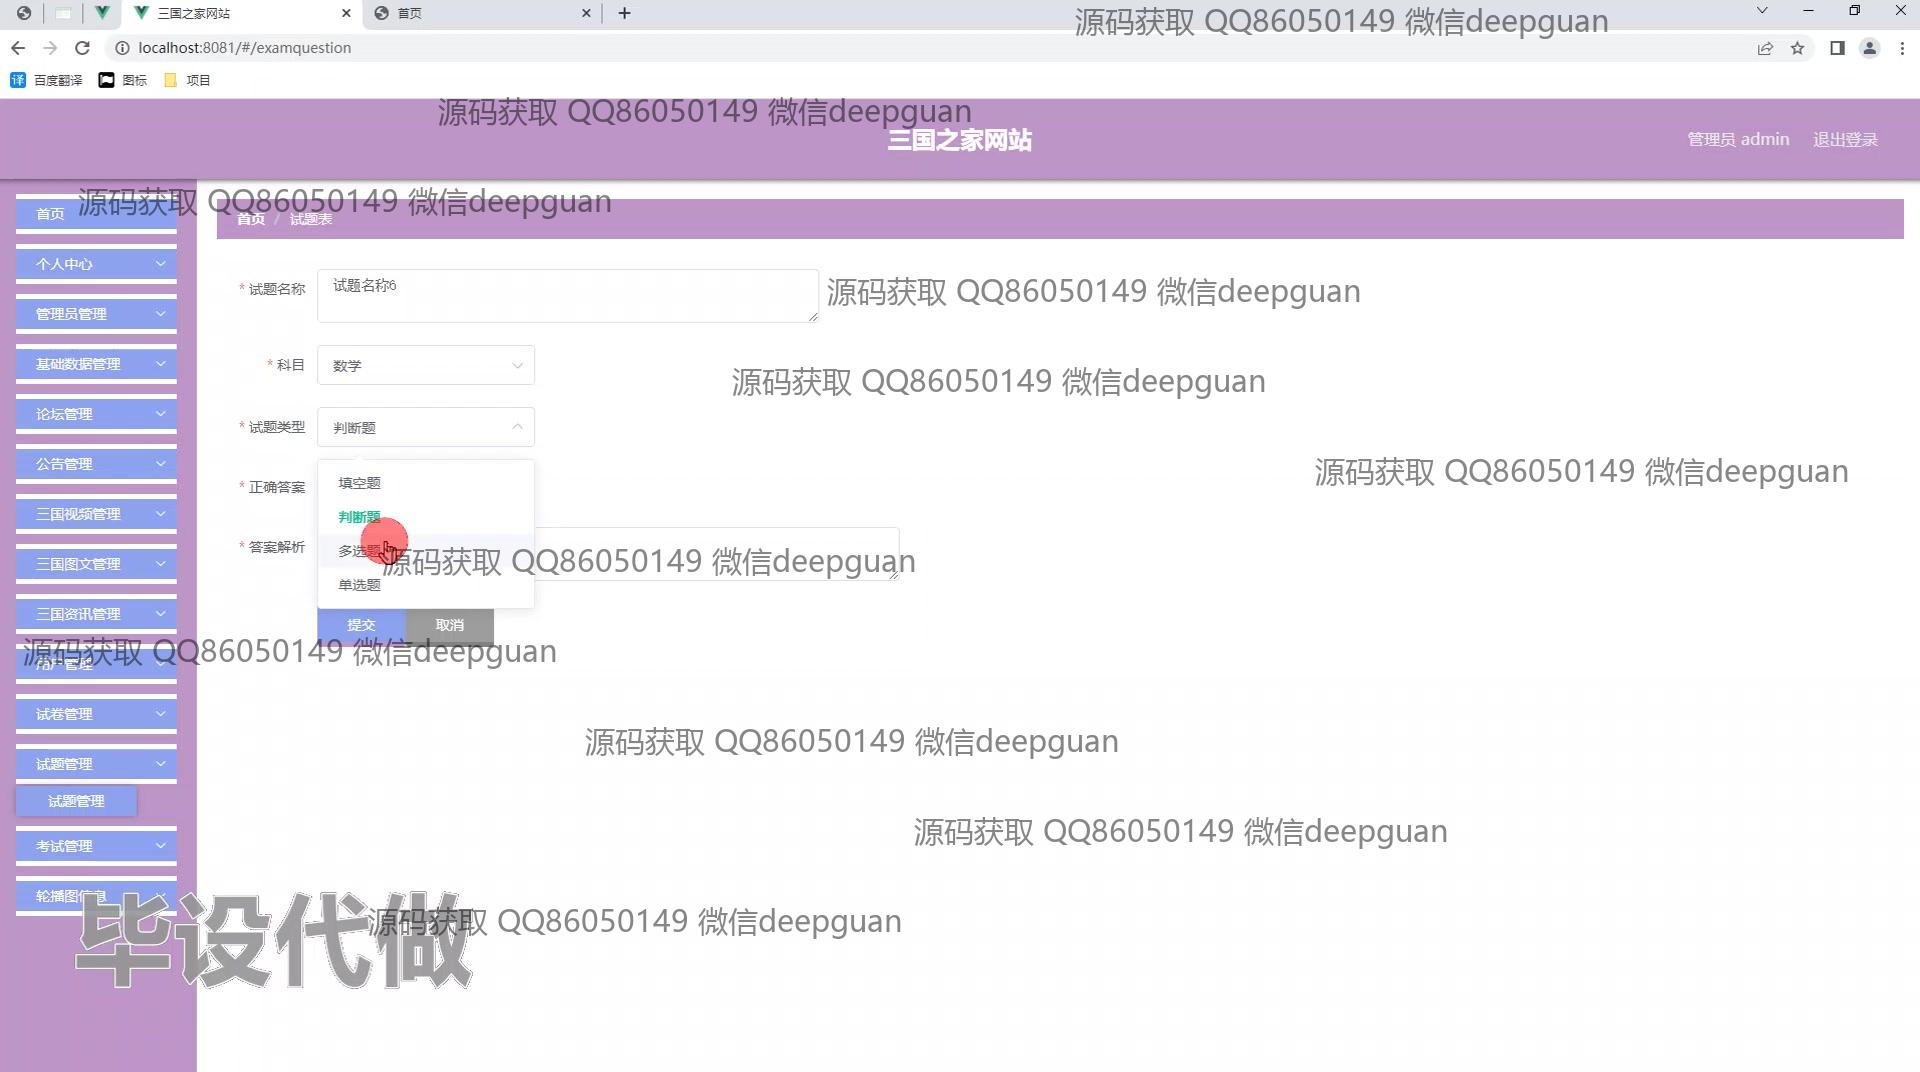 三国之家网站
首页
源码获取 QQ86050149 微信deepguan
localhost:8081/#/examquestion
百度翻译
图标
项目
源码获取 QQ86050149 微信deepguan
三国之家网站
管理员 admin
退出登录
源码获取 QQ86050149 微信deepguan
首页
个人中心
管理员管理
基础数据管理
论坛管理
公告管理
三国视频管理
三国图文管理
三国资讯管理
用户管理
试卷管理
试题管理
试题管理
考试管理
轮播图信息
首页 / 试题表
* 试题名称
试题名称6
源码获取 QQ86050149 微信deepguan
* 科目
数学
源码获取 QQ86050149 微信deepguan
* 试题类型
判断题
源码获取 QQ86050149 微信deepguan
* 正确答案
填空题
判断题
多选题
单选题
* 答案解析
源码获取 QQ86050149 微信deepguan
提交
取消
源码获取 QQ86050149 微信deepguan
源码获取 QQ86050149 微信deepguan
源码获取 QQ86050149 微信deepguan
源码获取 QQ86050149 微信deepguan
毕设代做